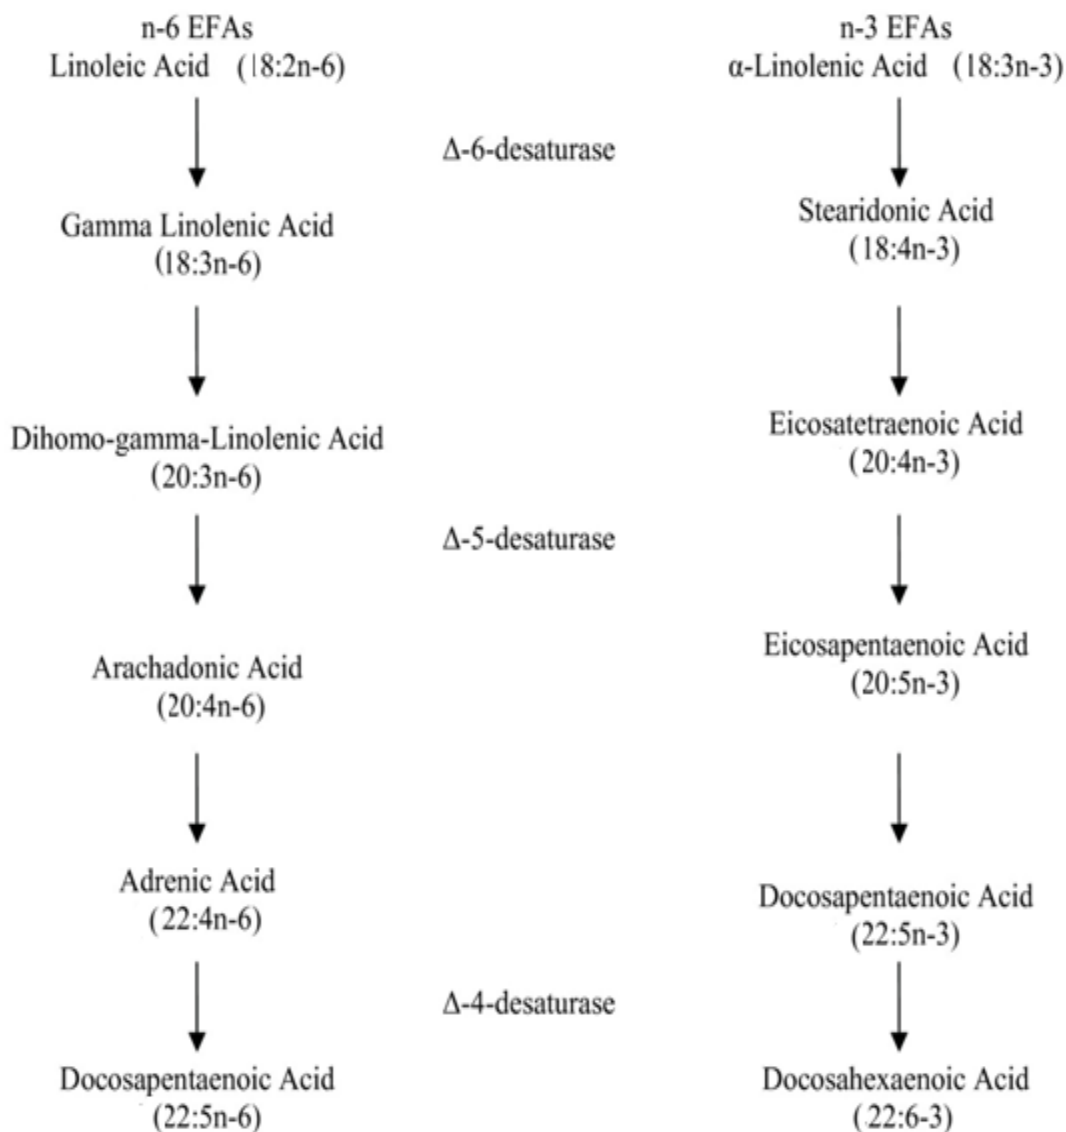 n-6 EFAs
Linoleic Acid (18:2n-6)
n-3 EFAs
α-Linolenic Acid (18:3n-3)
Δ-6-desaturase
Gamma Linolenic Acid
(18:3n-6)
Stearidonic Acid
(18:4n-3)
Dihomo-gamma-Linolenic Acid
(20:3n-6)
Eicosatetraenoic Acid
(20:4n-3)
Δ-5-desaturase
Arachadonic Acid
(20:4n-6)
Eicosapentaenoic Acid
(20:5n-3)
Adrenic Acid
(22:4n-6)
Docosapentaenoic Acid
(22:5n-3)
Δ-4-desaturase
Docosapentaenoic Acid
(22:5n-6)
Docosahexaenoic Acid
(22:6-3)